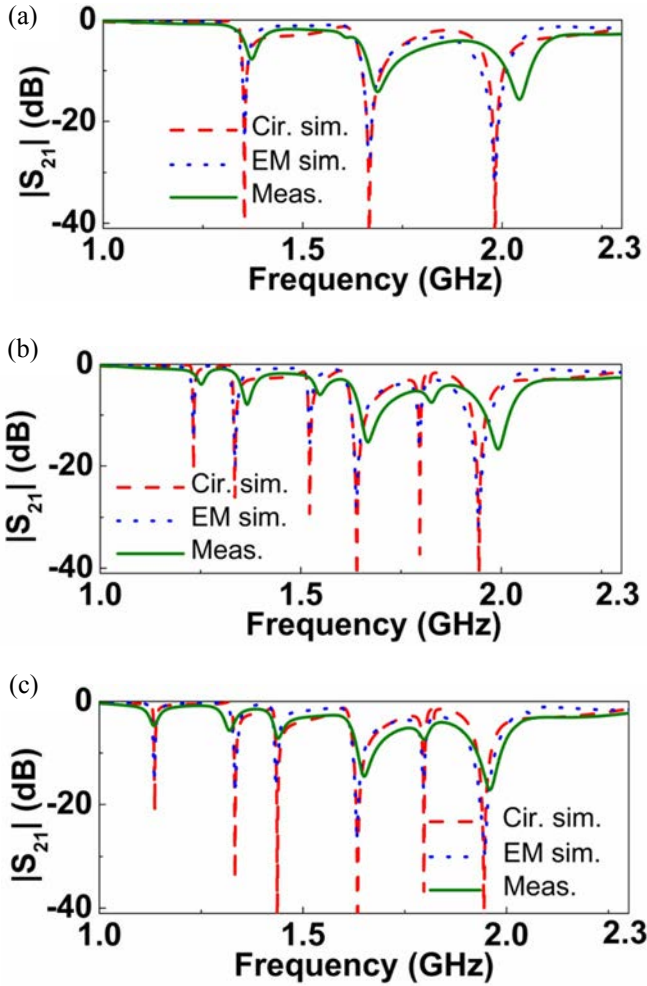 (a)
0
-20
-40
|S21| (dB)
Cir. sim.
EM sim.
Meas.
1.0 1.5 2.0 2.3
Frequency (GHz)
(b)
0
-20
-40
|S21| (dB)
Cir. sim.
EM sim.
Meas.
1.0 1.5 2.0 2.3
Frequency (GHz)
(c)
0
-20
-40
|S21| (dB)
Cir. sim.
EM sim.
Meas.
1.0 1.5 2.0 2.3
Frequency (GHz)